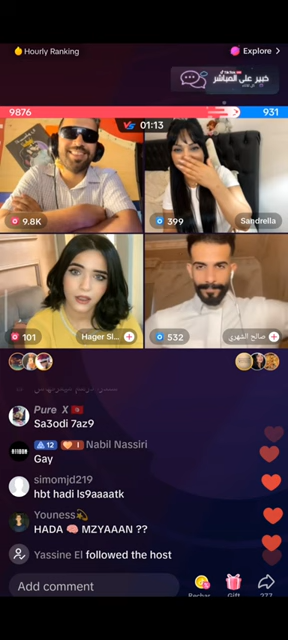 Hourly Ranking
Explore >
خبير على المباشر
9876
VS 01:13
931
9.8K
399
Sandrella
101
Hager Si...
532
صالح الشهري
Pure X 🇲🇦
Sa3odi 7az9
12 I Nabil Nassiri
Gay
simomjd219
hbt hadi ls9aaaatk
Youness💫
HADA 🧠 MZYAAAN ??
Yassine El followed the host
Add comment
Gift
277